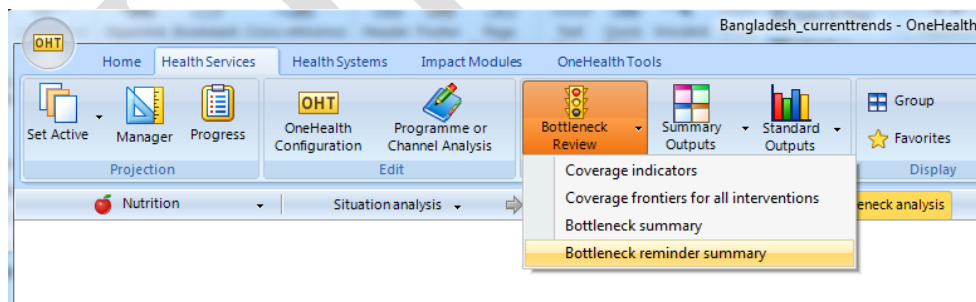 Bangladesh_currenttrends - OneHealth
OHT
Home Health Services Health Systems Impact Modules OneHealth Tools
Set Active Manager Progress
OHT
OneHealth Configuration
Programme or Channel Analysis
Bottleneck Review
Summary Outputs
Standard Outputs
Group
Favorites
Projection Edit Display
Coverage indicators
Coverage frontiers for all interventions
Bottleneck summary
Bottleneck reminder summary
Nutrition Situation analysis eneck analysis